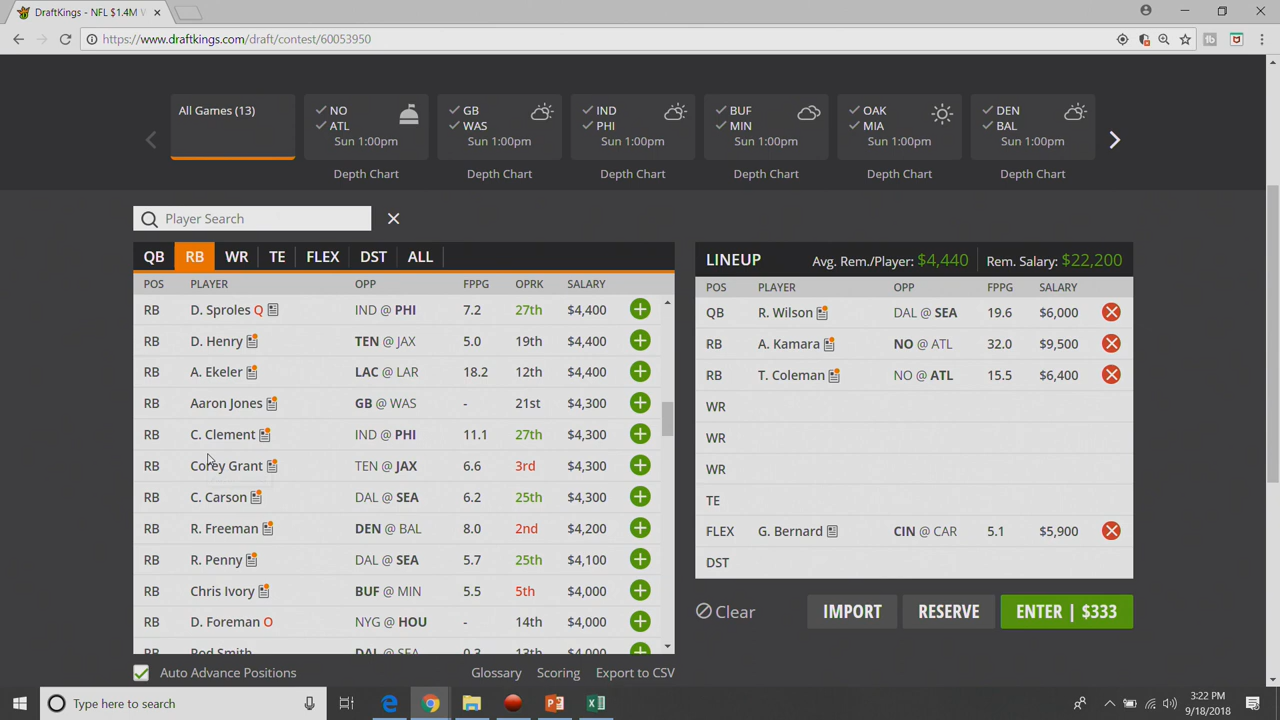 DraftKings - NFL $1.4M W
https://www.draftkings.com/draft/contest/60053950
All Games (13)
NO
ATL
Sun 1:00pm
GB
WAS
Sun 1:00pm
IND
PHI
Sun 1:00pm
BUF
MIN
Sun 1:00pm
OAK
MIA
Sun 1:00pm
DEN
BAL
Sun 1:00pm
Depth Chart Depth Chart Depth Chart Depth Chart Depth Chart Depth Chart
Player Search
QB RB WR TE FLEX DST ALL
POS PLAYER OPP FPPG OPRK SALARY
RB D. Sproles Q IND @ PHI 7.2 27th $4,400
RB D. Henry TEN @ JAX 5.0 19th $4,400
RB A. Ekeler LAC @ LAR 18.2 12th $4,400
RB Aaron Jones GB @ WAS - 21st $4,300
RB C. Clement IND @ PHI 11.1 27th $4,300
RB Corey Grant TEN @ JAX 6.6 3rd $4,300
RB C. Carson DAL @ SEA 6.2 25th $4,300
RB R. Freeman DEN @ BAL 8.0 2nd $4,200
RB R. Penny DAL @ SEA 5.7 25th $4,100
RB Chris Ivory BUF @ MIN 5.5 5th $4,000
RB D. Foreman O NYG @ HOU - 14th $4,000
RB Rod Smith DAL @ SEA 0.3 13th $4,000
LINEUP Avg. Rem./Player: $4,440 Rem. Salary: $22,200
POS PLAYER OPP FPPG SALARY
QB R. Wilson DAL @ SEA 19.6 $6,000
RB A. Kamara NO @ ATL 32.0 $9,500
RB T. Coleman NO @ ATL 15.5 $6,400
WR
WR
WR
TE
FLEX G. Bernard CIN @ CAR 5.1 $5,900
DST
Clear IMPORT RESERVE ENTER | $333
Auto Advance Positions Glossary Scoring Export to CSV
Type here to search
3:22 PM
9/18/2018